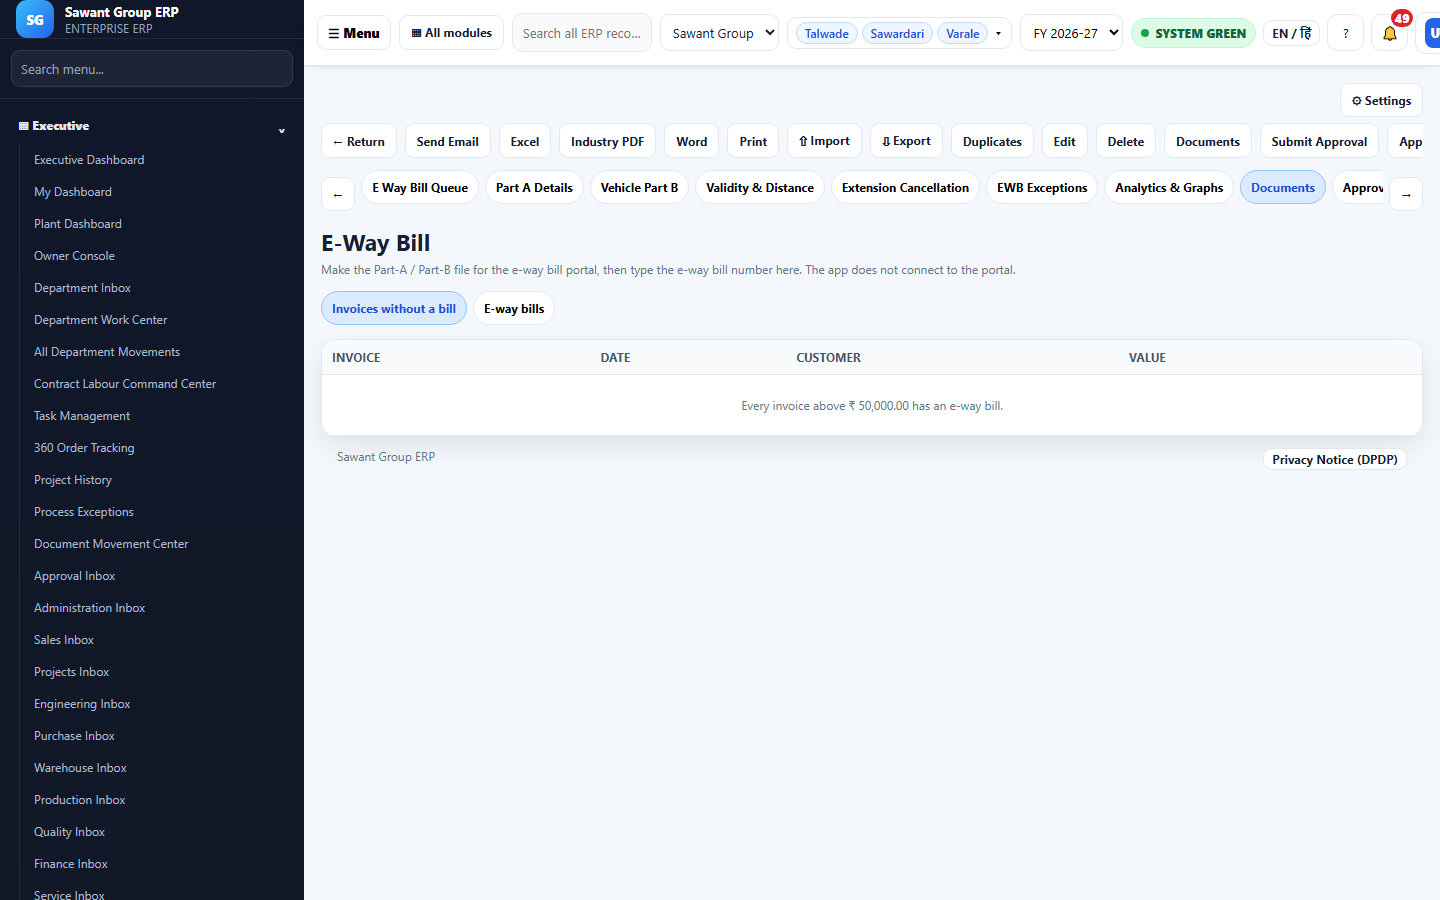 SG
Sawant Group ERP
ENTERPRISE ERP
Search menu...
Executive
Executive Dashboard
My Dashboard
Plant Dashboard
Owner Console
Department Inbox
Department Work Center
All Department Movements
Contract Labour Command Center
Task Management
360 Order Tracking
Project History
Process Exceptions
Document Movement Center
Approval Inbox
Administration Inbox
Sales Inbox
Projects Inbox
Engineering Inbox
Purchase Inbox
Warehouse Inbox
Production Inbox
Quality Inbox
Finance Inbox
Service Inbox
☰ Menu
All modules
Search all ERP reco...
Sawant Group
Talwade Sawardari Varale
FY 2026-27
SYSTEM GREEN
EN / हिं
?
49
U
⚙ Settings
← Return Send Email Excel Industry PDF Word Print ⇧ Import ⇩ Export Duplicates Edit Delete Documents Submit Approval App
← E Way Bill Queue Part A Details Vehicle Part B Validity & Distance Extension Cancellation EWB Exceptions Analytics & Graphs Documents Approv →
E-Way Bill
Make the Part-A / Part-B file for the e-way bill portal, then type the e-way bill number here. The app does not connect to the portal.
Invoices without a bill E-way bills
INVOICE DATE CUSTOMER VALUE
Every invoice above ₹ 50,000.00 has an e-way bill.
Sawant Group ERP
Privacy Notice (DPDP)